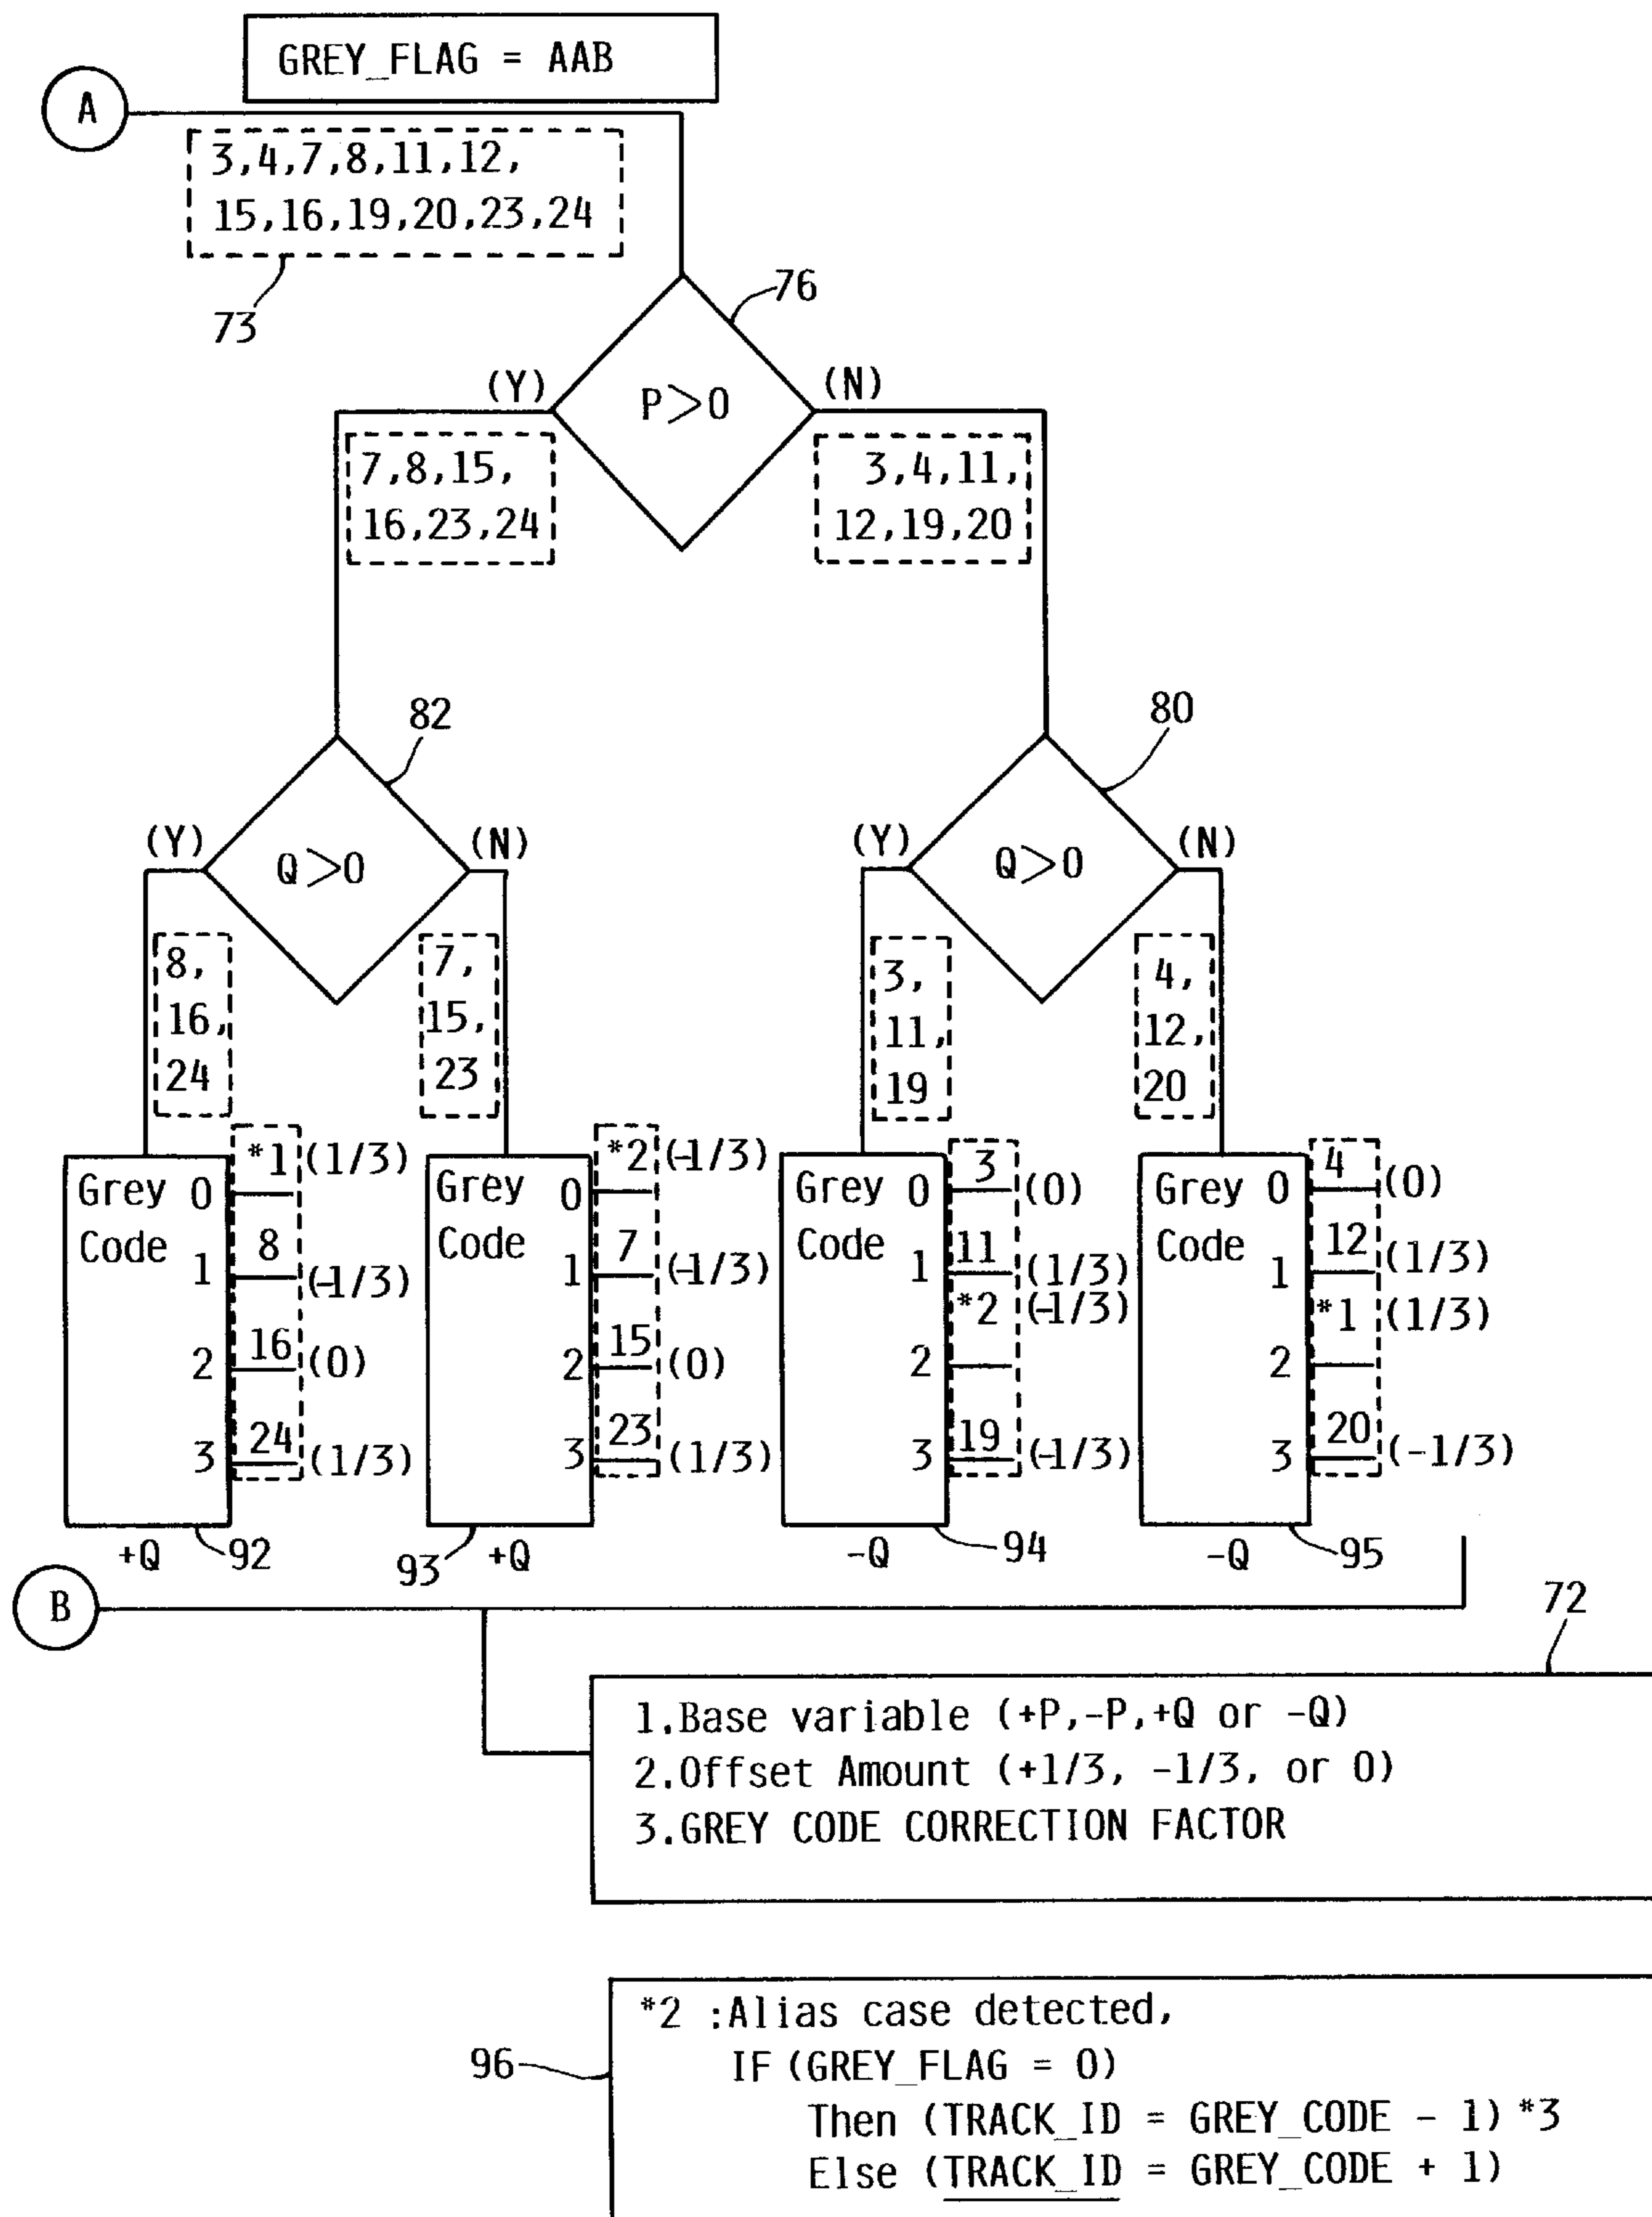 GREY_FLAG = AAB
A
3,4,7,8,11,12,
15,16,19,20,23,24
73
76
(Y)
P>0
(N)
7,8,15,
16,23,24
3,4,11,
12,19,20
82
80
(Y)
Q>0
(N)
(Y)
Q>0
(N)
8,
16,
24
7,
15,
23
3,
11,
19
4,
12,
20
Grey
Code
0 *1 (1/3)
1 8 (-1/3)
2 16 (0)
3 24 (1/3)
+Q
92
Grey
Code
0 *2 (-1/3)
1 7 (-1/3)
2 15 (0)
3 23 (1/3)
93
+Q
Grey
Code
0 3 (0)
1 11 (1/3)
*2 (-1/3)
2
3 19 (-1/3)
-Q
94
Grey
Code
0 4 (0)
1 12 (1/3)
*1 (1/3)
2
3 20 (-1/3)
-Q
95
B
72
1.Base variable (+P,-P,+Q or -Q)
2.Offset Amount (+1/3, -1/3, or 0)
3.GREY CODE CORRECTION FACTOR
96
*2 :Alias case detected,
IF (GREY_FLAG = 0)
Then (TRACK_ID = GREY_CODE - 1) *3
Else (TRACK_ID = GREY_CODE + 1)